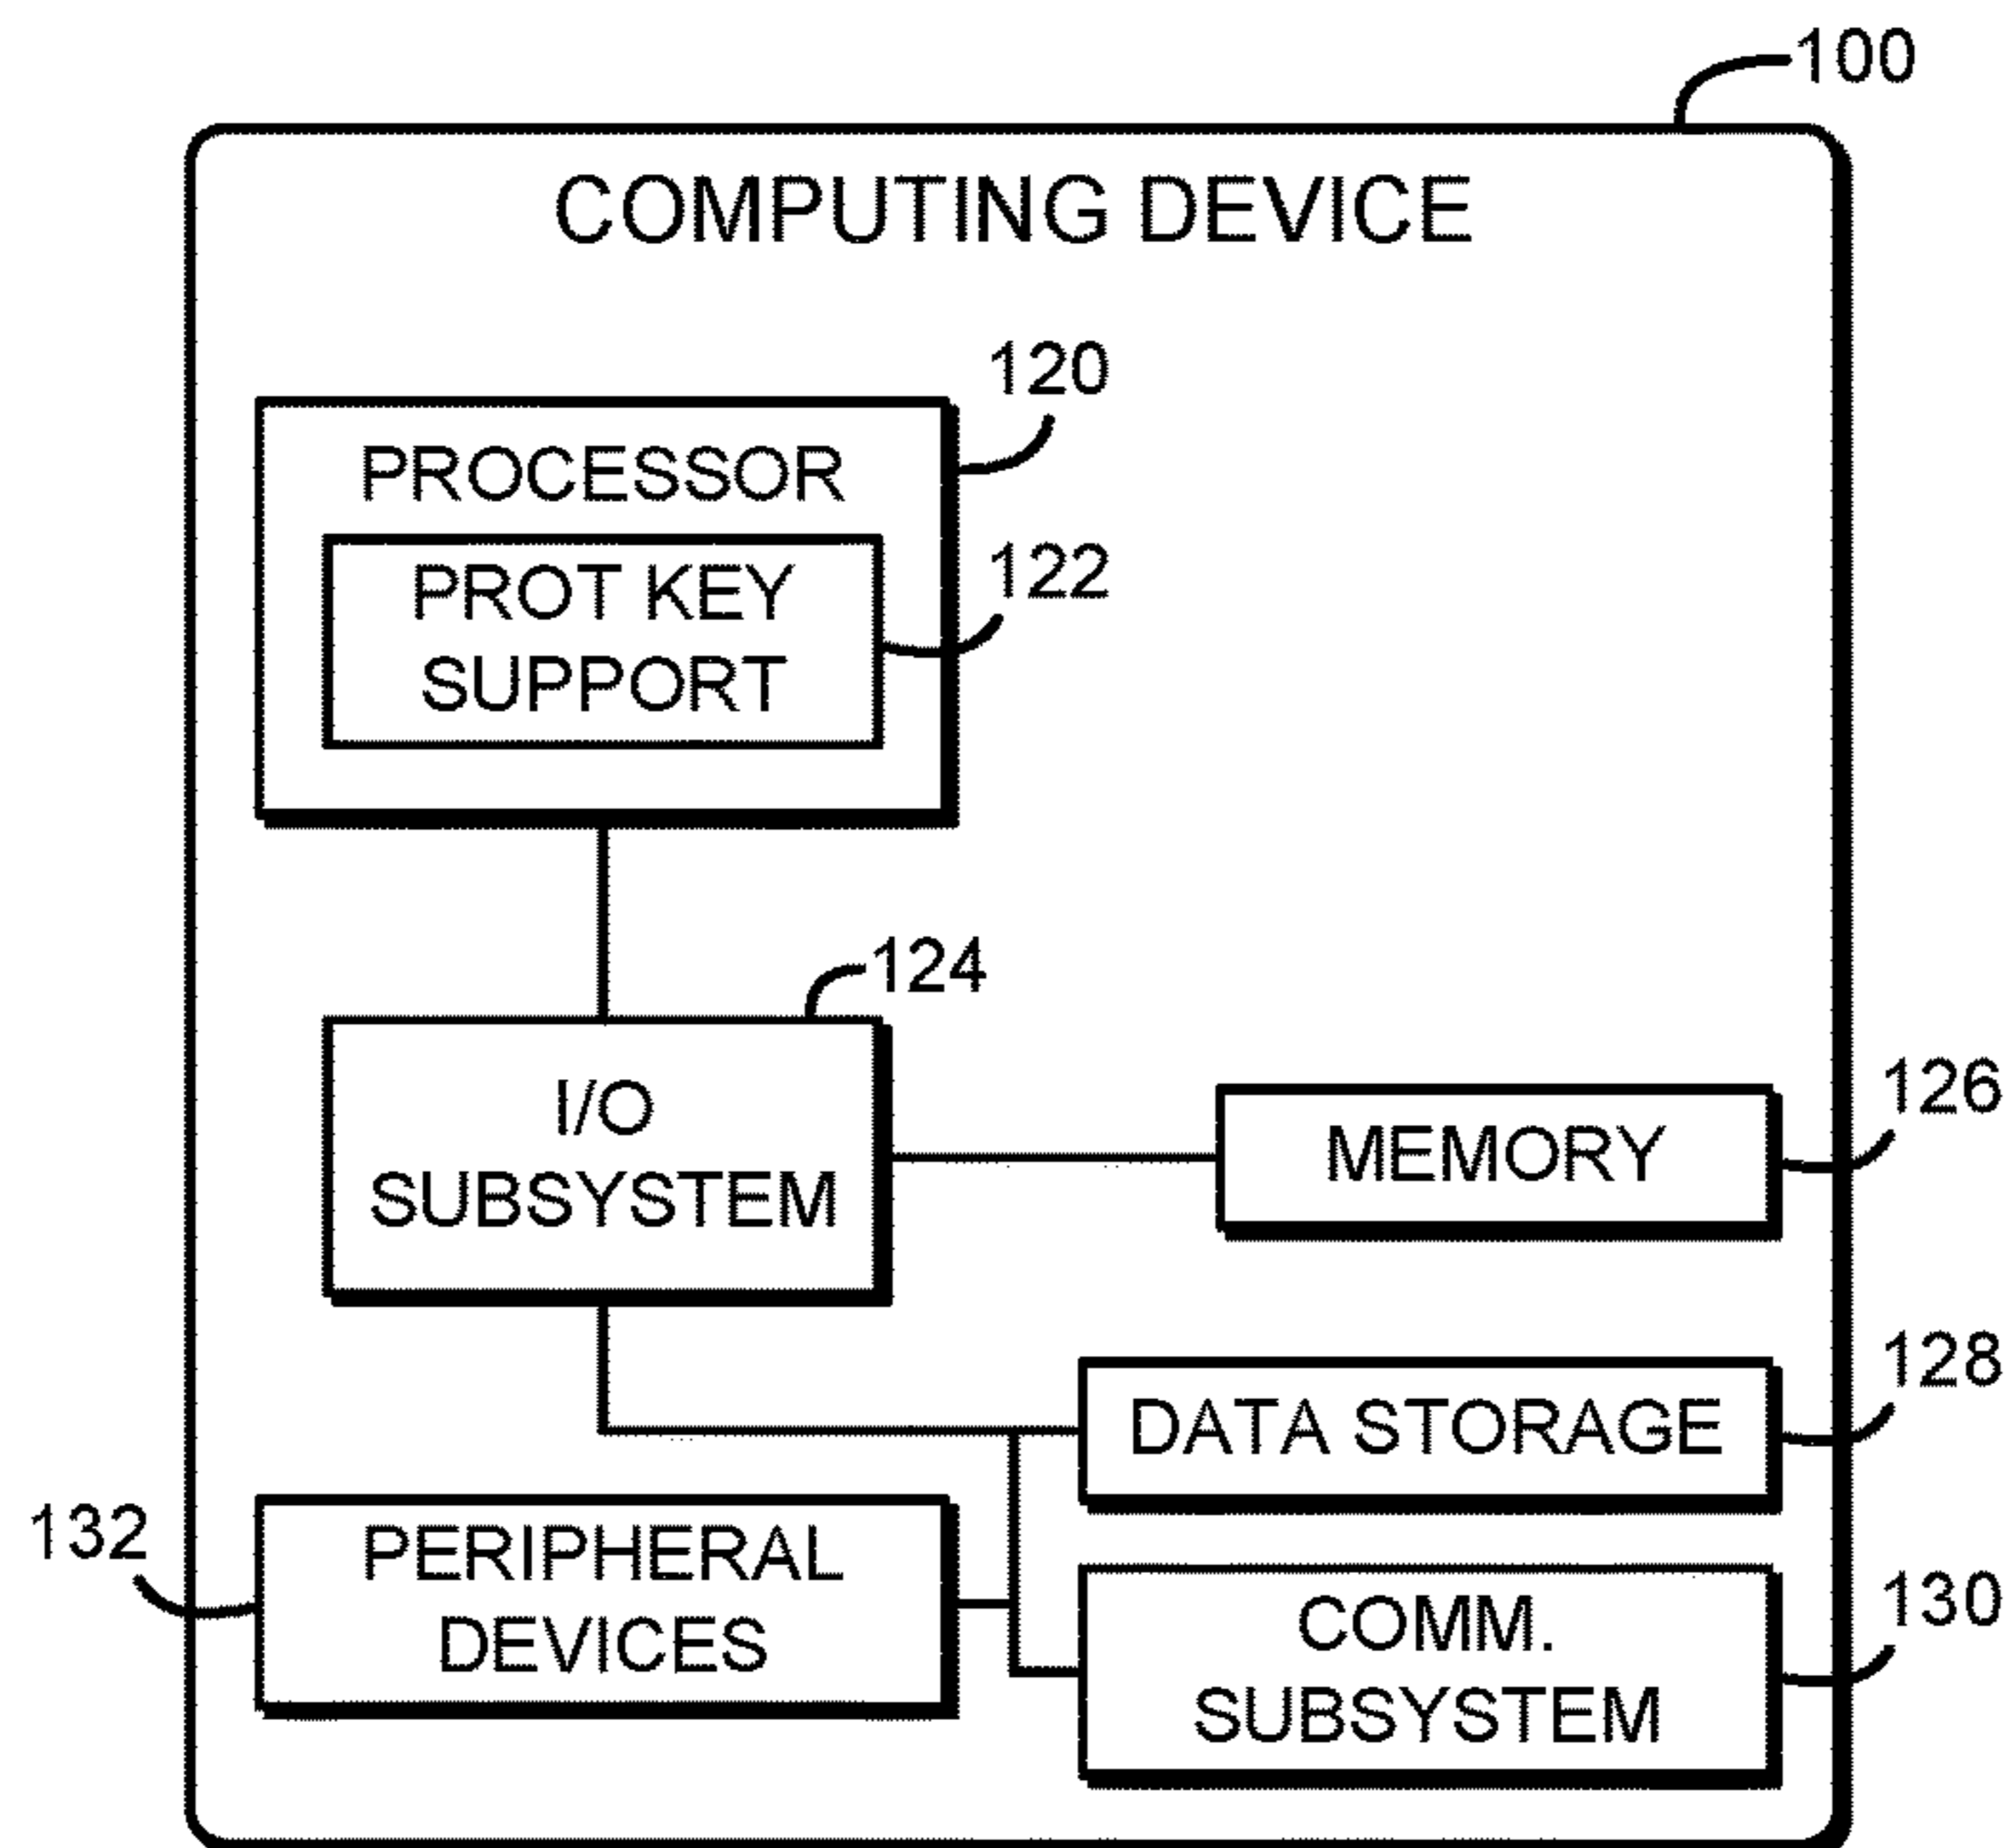 100
COMPUTING DEVICE
120
PROCESSOR
122
PROT KEY
SUPPORT
124
I/O
SUBSYSTEM
126
MEMORY
128
DATA STORAGE
132
PERIPHERAL
DEVICES
130
COMM.
SUBSYSTEM